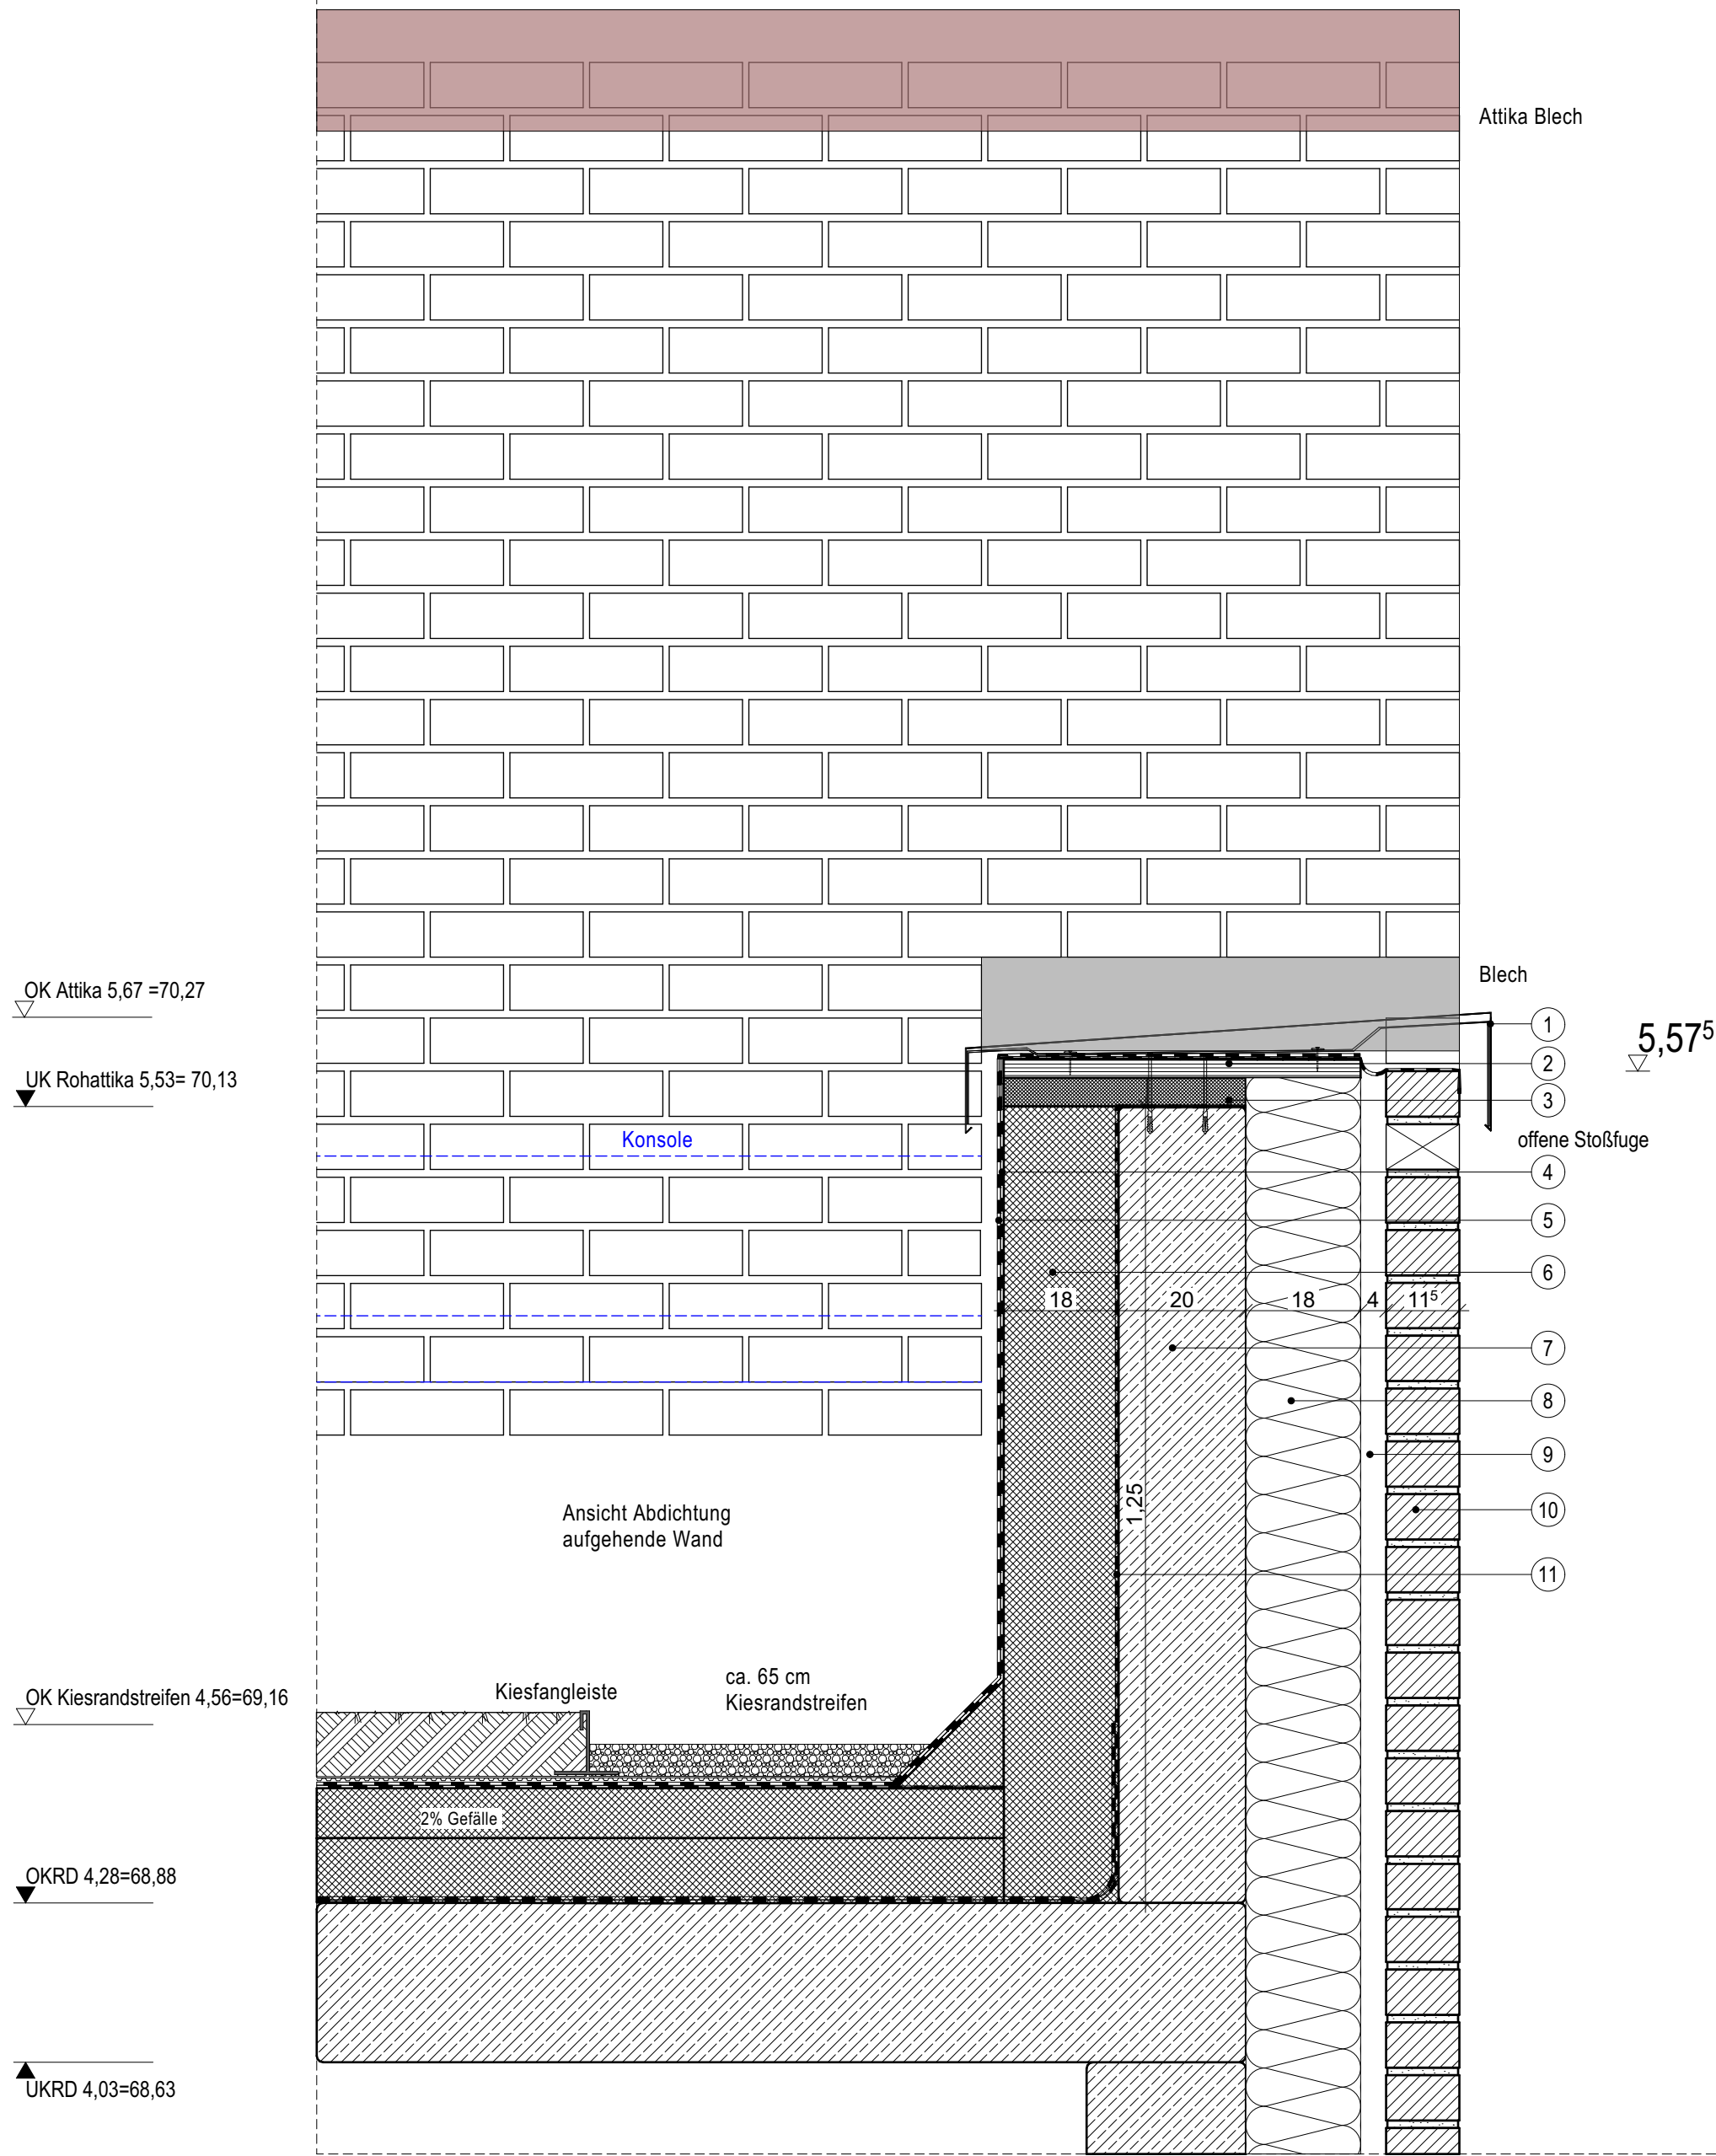 Attika Blech
Blech
OK Attika 5,67 =70,27
1
5,57⁵
2
UK Rohattika 5,53= 70,13
3
Konsole
offene Stoßfuge
4
5
6
18
20
18
4
11⁵
7
8
9
1,25
10
Ansicht Abdichtung
aufgehende Wand
11
ca. 65 cm
Kiesrandstreifen
Kiesfangleiste
OK Kiesrandstreifen 4,56=69,16
2% Gefälle
OKRD 4,28=68,88
UKRD 4,03=68,63